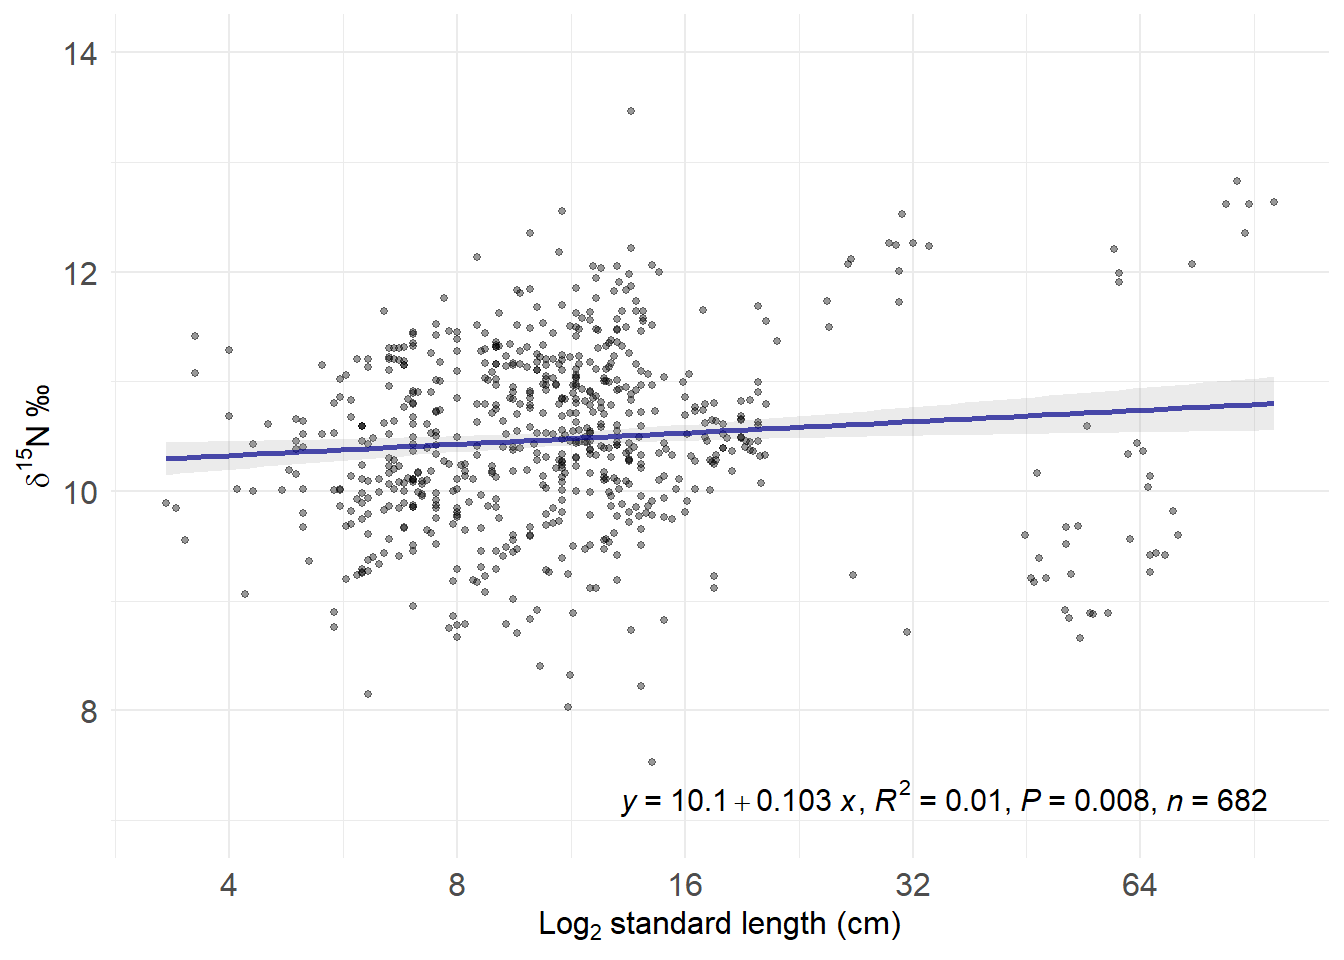 14
12
10
8
δ¹⁵N ‰
y = 10.1 + 0.103 x, R² = 0.01, P = 0.008, n = 682
4 8 16 32 64
Log₂ standard length (cm)